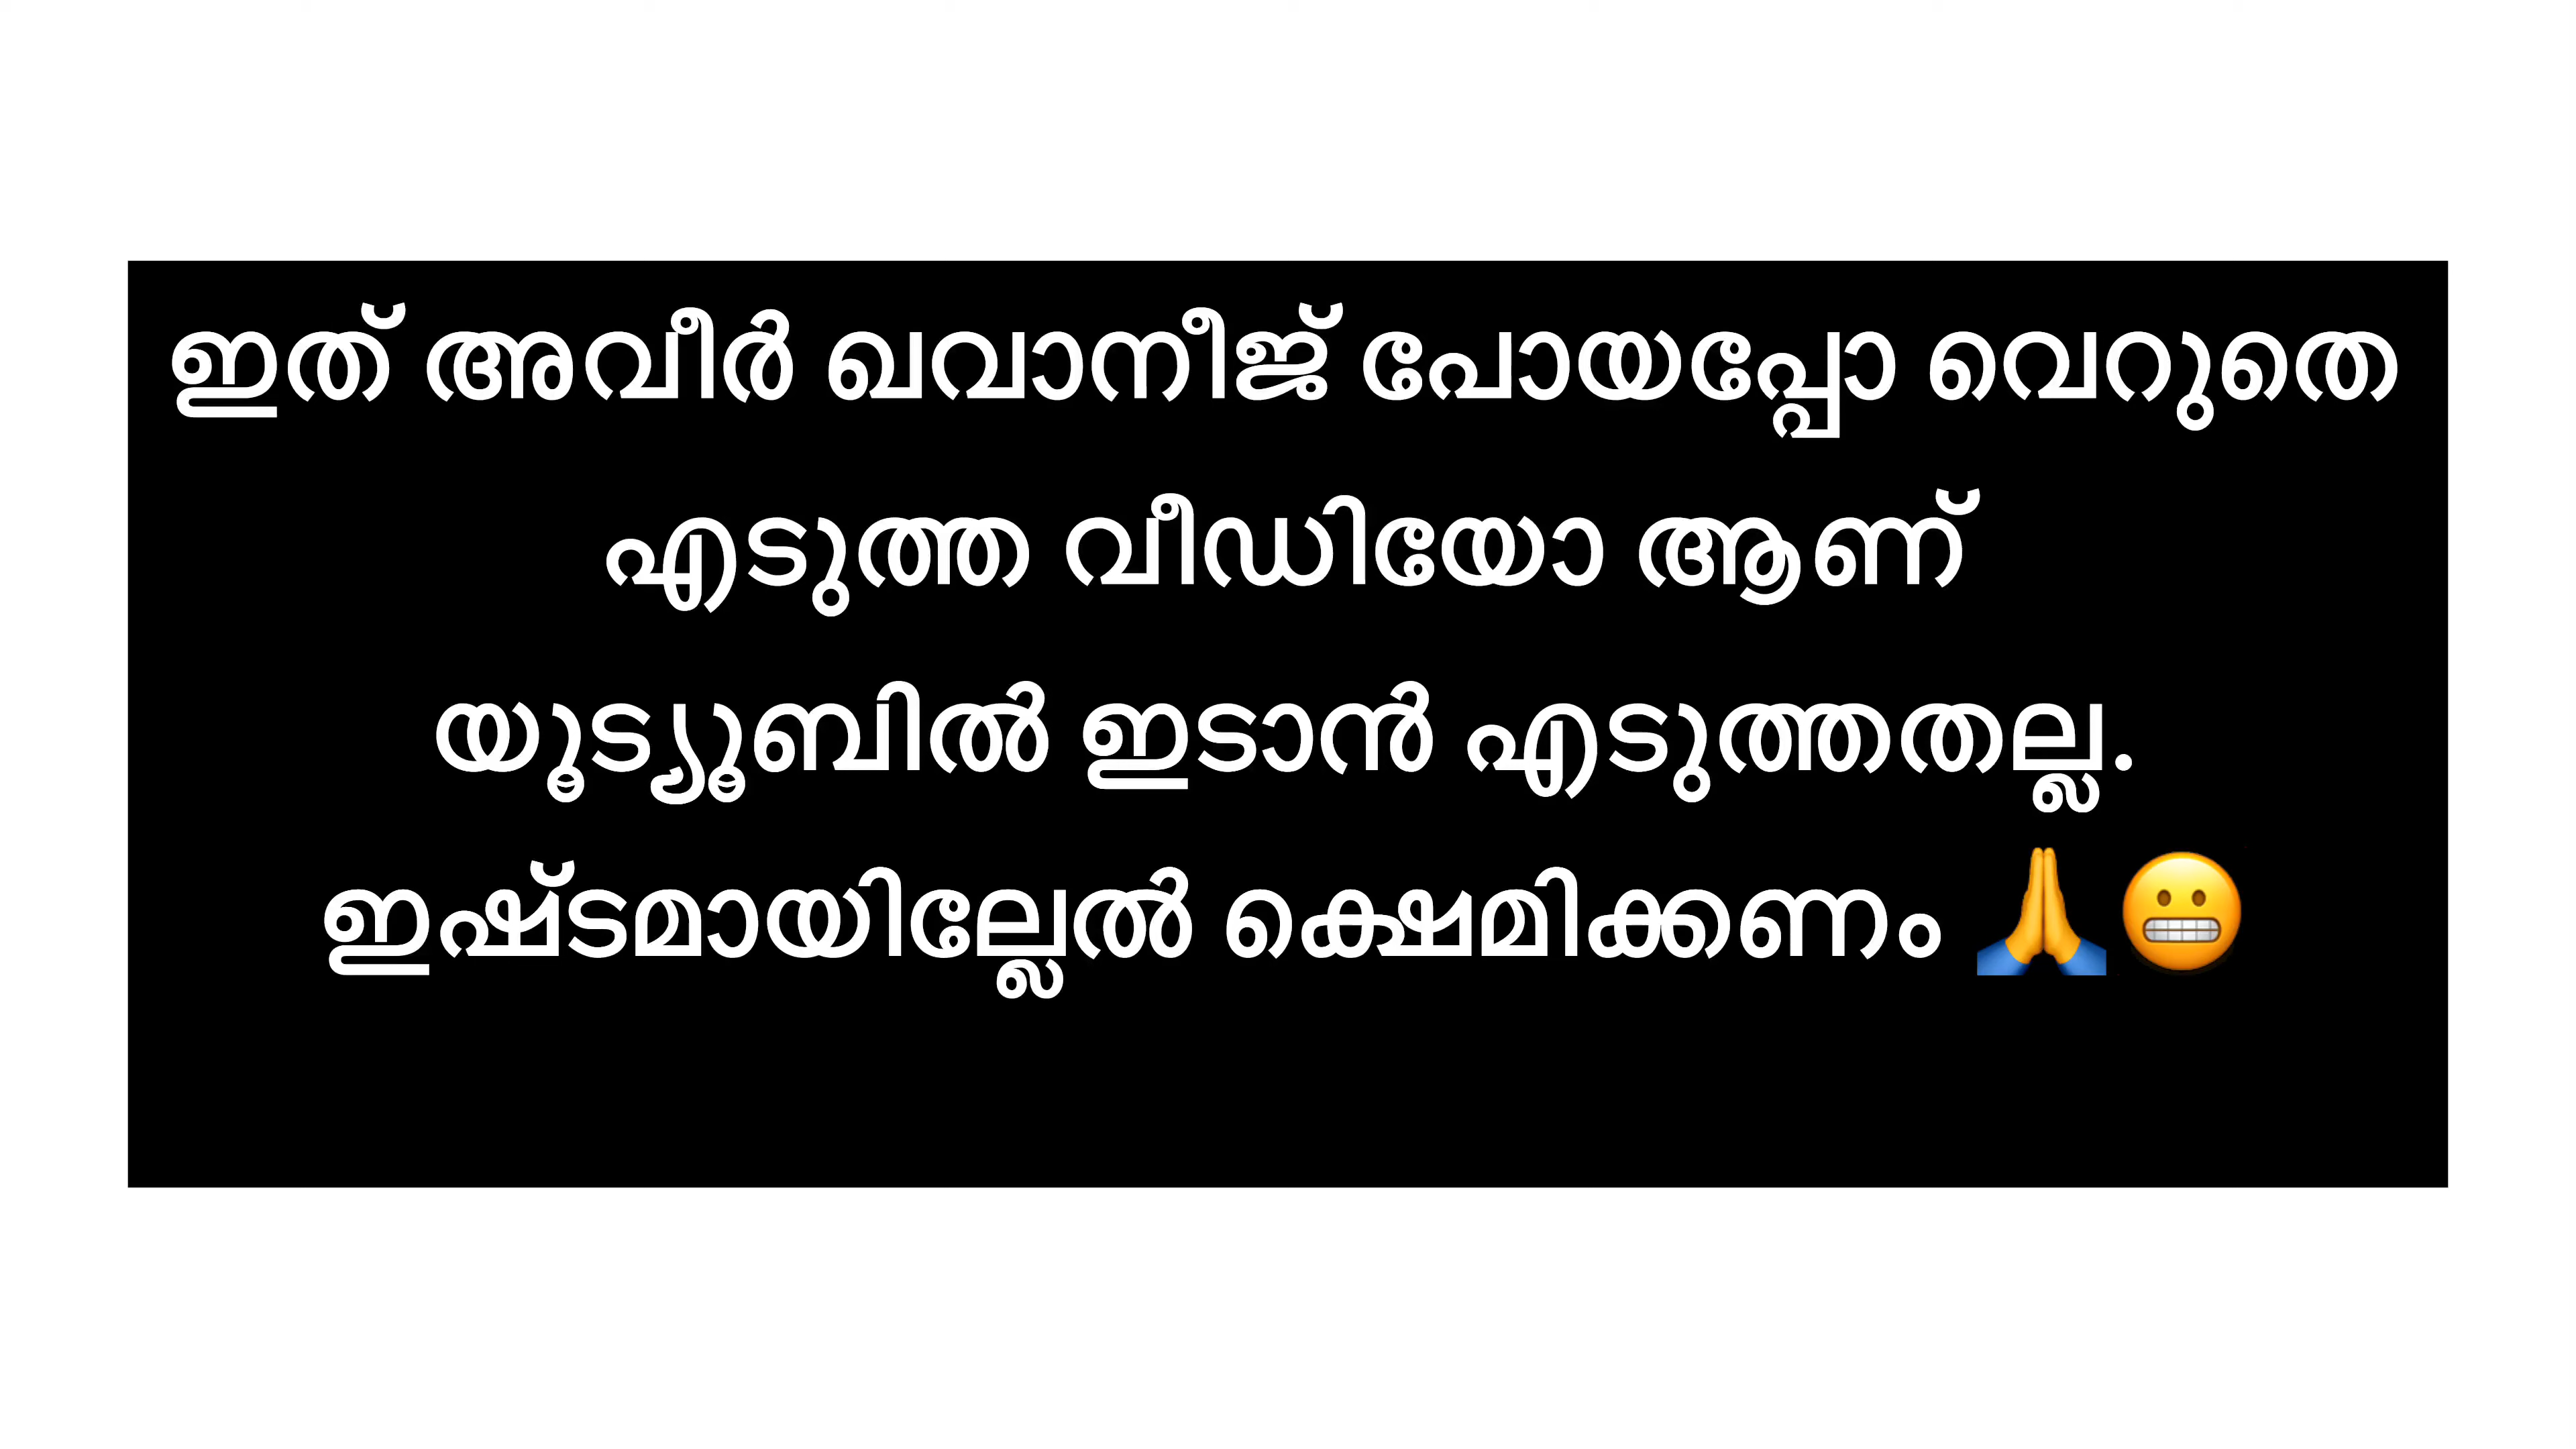 ഇത് അവീർ ഖവാനീജ് പോയപ്പോ വെറുതെ
എടുത്ത വീഡിയോ ആണ്
യൂട്യൂബിൽ ഇടാൻ എടുത്തതല്ല.
ഇഷ്ടമായില്ലേൽ ക്ഷെമിക്കണം 🙏😬